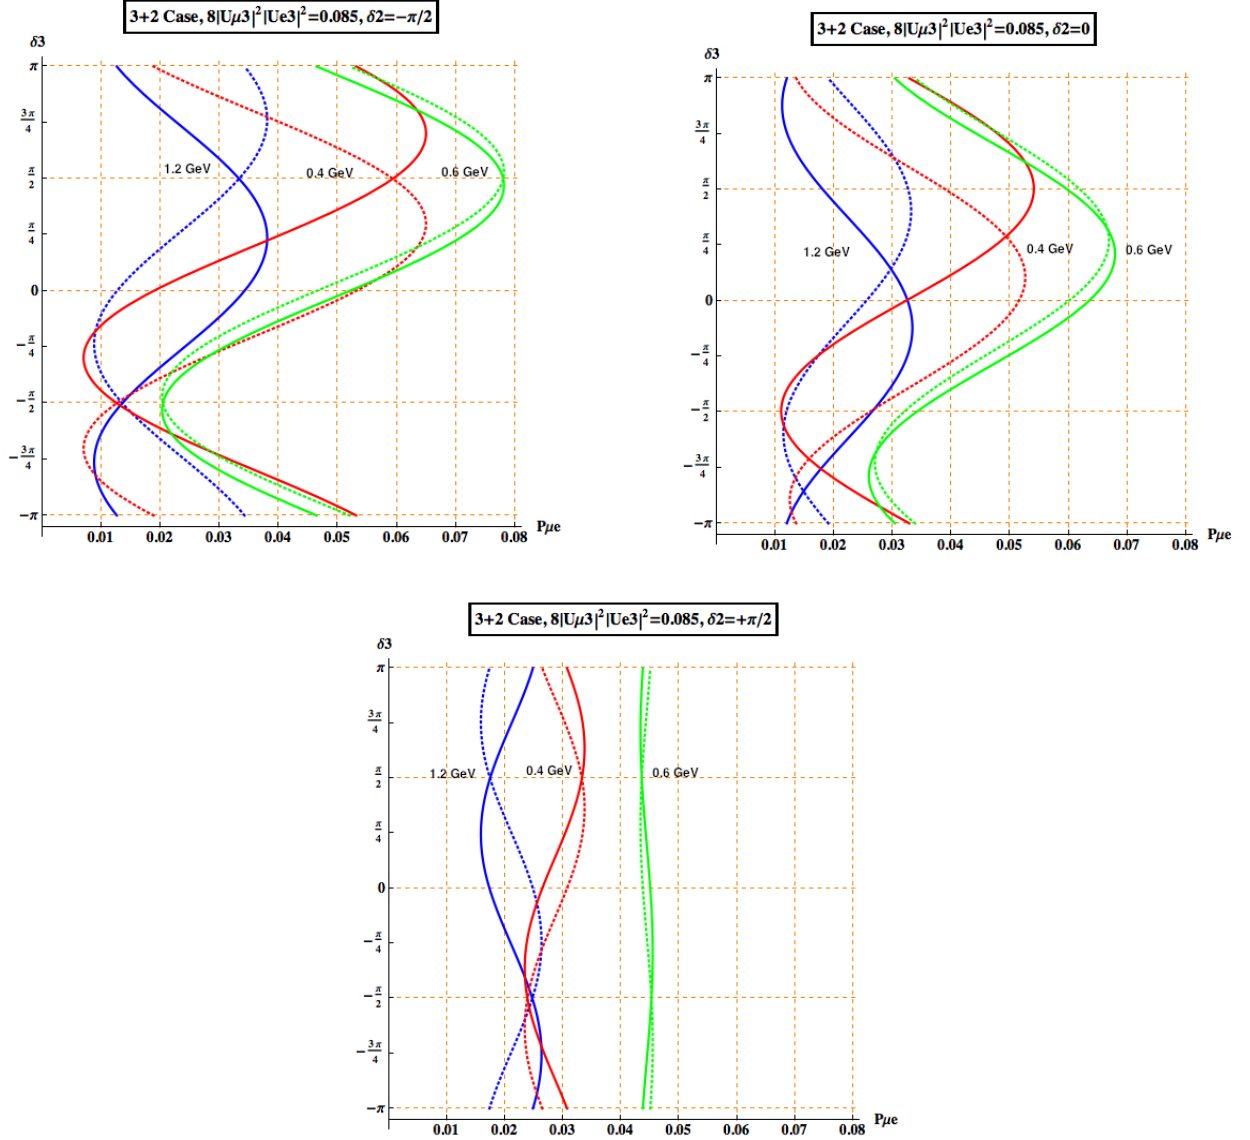 3+2 Case, 8|Uμ3|²|Ue3|²=0.085, δ2=−π/2
δ3
π
3π/4
π/2
π/4
0
−π/4
−π/2
−3π/4
−π
1.2 GeV
0.4 GeV
0.6 GeV
0.01 0.02 0.03 0.04 0.05 0.06 0.07 0.08
Pμe
3+2 Case, 8|Uμ3|²|Ue3|²=0.085, δ2=0
δ3
π
3π/4
π/2
π/4
0
−π/4
−π/2
−3π/4
−π
1.2 GeV
0.4 GeV
0.6 GeV
0.01 0.02 0.03 0.04 0.05 0.06 0.07 0.08
Pμe
3+2 Case, 8|Uμ3|²|Ue3|²=0.085, δ2=+π/2
δ3
π
3π/4
π/2
π/4
0
−π/4
−π/2
−3π/4
−π
1.2 GeV
0.4 GeV
0.6 GeV
0.01 0.02 0.03 0.04 0.05 0.06 0.07 0.08
Pμe